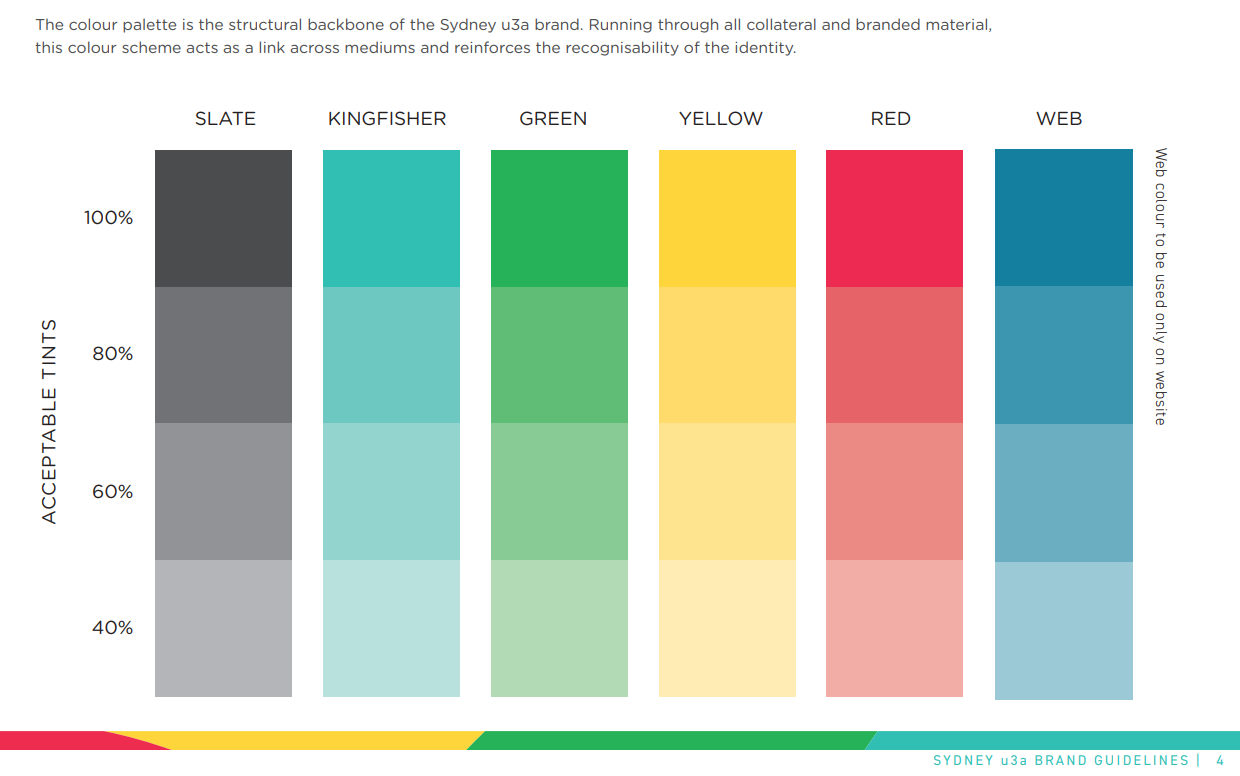 The colour palette is the structural backbone of the Sydney u3a brand. Running through all collateral and branded material,
this colour scheme acts as a link across mediums and reinforces the recognisability of the identity.
SLATE
KINGFISHER
GREEN
YELLOW
RED
WEB
ACCEPTABLE TINTS
100%
80%
60%
40%
Web colour to be used only on website
SYDNEY u3a BRAND GUIDELINES | 4